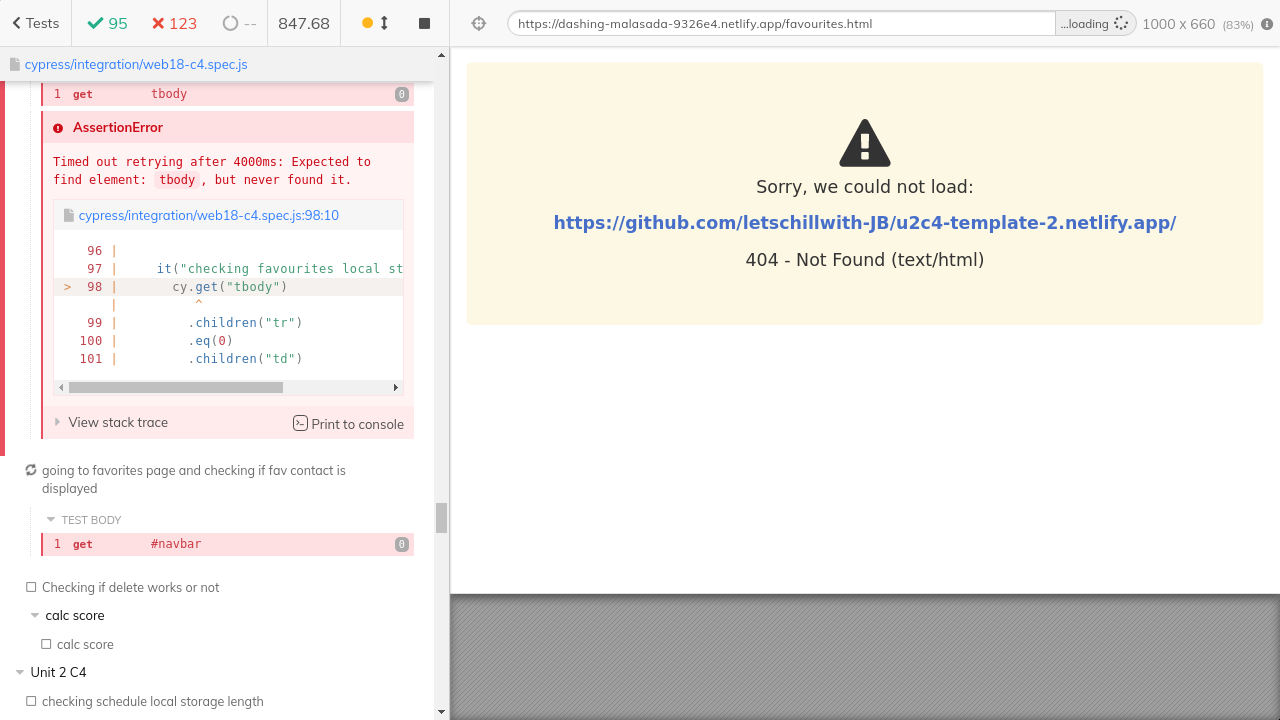 Tests
95
123
--
847.68
https://dashing-malasada-9326e4.netlify.app/favourites.html
...loading
1000 x 660 (83%)
cypress/integration/web18-c4.spec.js
1 get tbody 0
AssertionError
Timed out retrying after 4000ms: Expected to
find element: tbody, but never found it.
cypress/integration/web18-c4.spec.js:98:10
96 |
97 | it("checking favourites local st
> 98 | cy.get("tbody")
| ^
99 | .children("tr")
100 | .eq(0)
101 | .children("td")
View stack trace
Print to console
going to favorites page and checking if fav contact is
displayed
TEST BODY
1 get #navbar 0
Checking if delete works or not
calc score
calc score
Unit 2 C4
checking schedule local storage length
Sorry, we could not load:
https://github.com/letschillwith-JB/u2c4-template-2.netlify.app/
404 - Not Found (text/html)